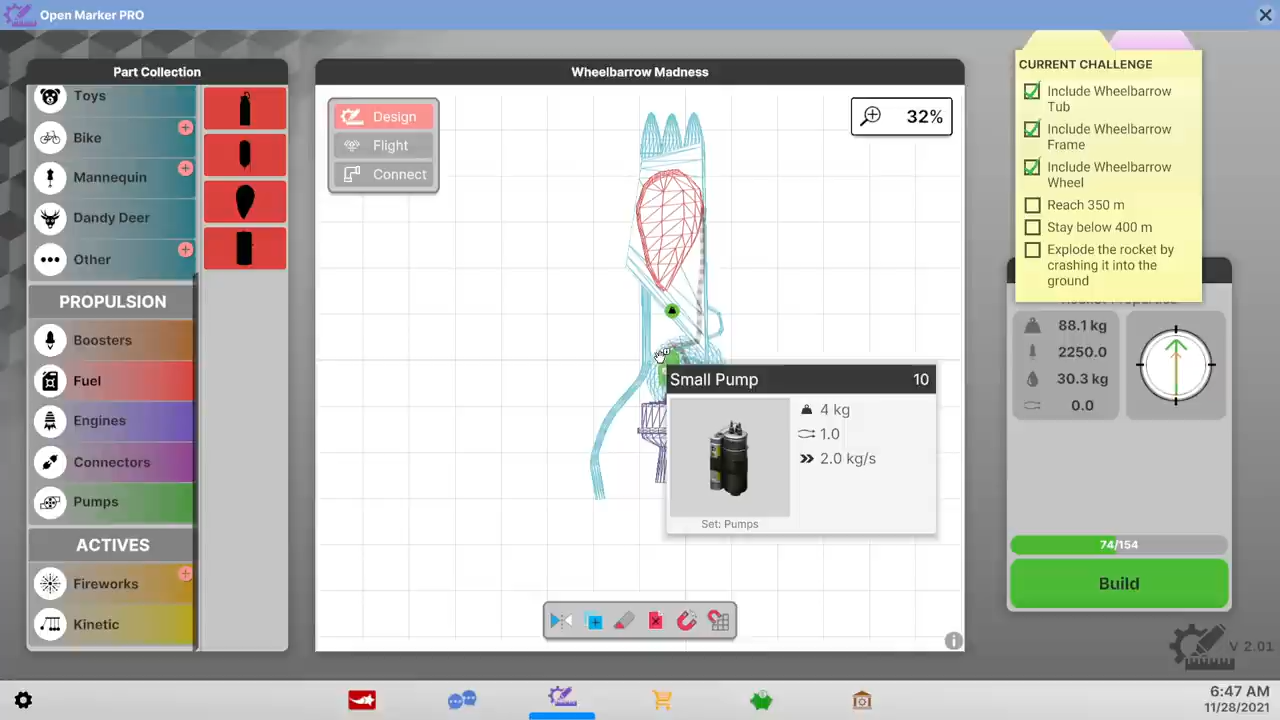 Open Marker PRO
Part Collection
Toys
Bike
Mannequin
Dandy Deer
Other
PROPULSION
Boosters
Fuel
Engines
Connectors
Pumps
ACTIVES
Fireworks
Kinetic
Wheelbarrow Madness
Design
Flight
Connect
32%
Small Pump 10
4 kg
1.0
2.0 kg/s
Set: Pumps
CURRENT CHALLENGE
Include Wheelbarrow
Tub
Include Wheelbarrow
Frame
Include Wheelbarrow
Wheel
Reach 350 m
Stay below 400 m
Explode the rocket by
crashing it into the
ground
Rocket Properties
88.1 kg
2250.0
30.3 kg
0.0
74/154
Build
V 2.01
6:47 AM
11/28/2021